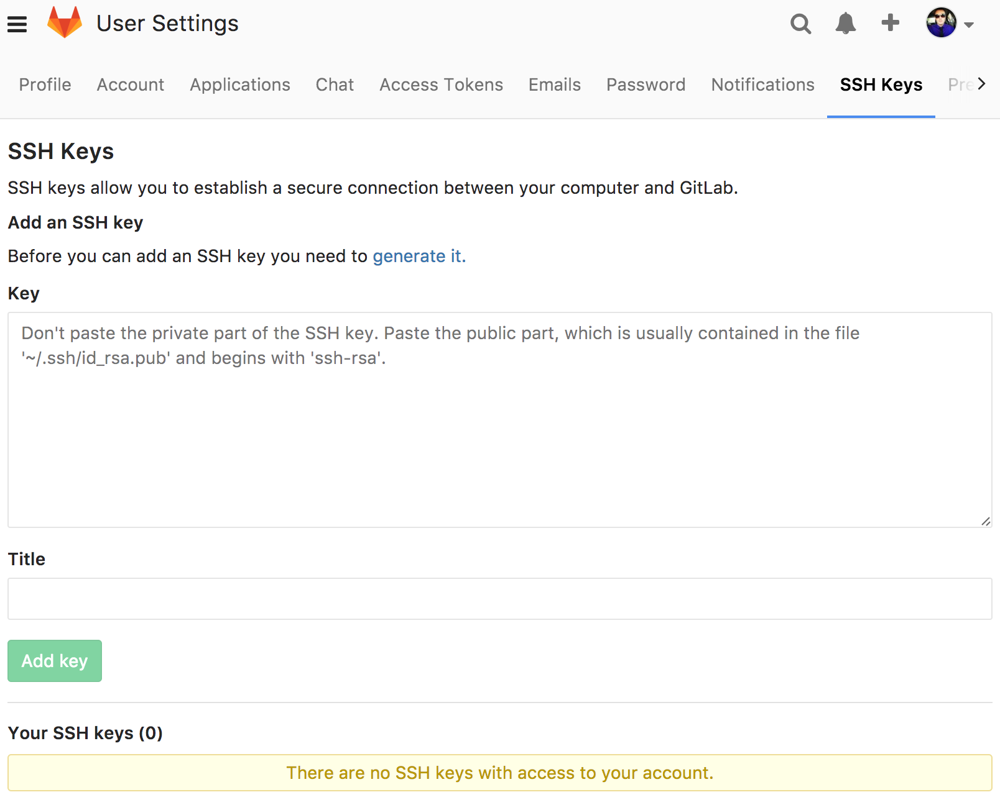 User Settings
Profile Account Applications Chat Access Tokens Emails Password Notifications SSH Keys
SSH Keys
SSH keys allow you to establish a secure connection between your computer and GitLab.
Add an SSH key
Before you can add an SSH key you need to generate it.
Key
Don't paste the private part of the SSH key. Paste the public part, which is usually contained in the file
'~/.ssh/id_rsa.pub' and begins with 'ssh-rsa'.
Title
Add key
Your SSH keys (0)
There are no SSH keys with access to your account.